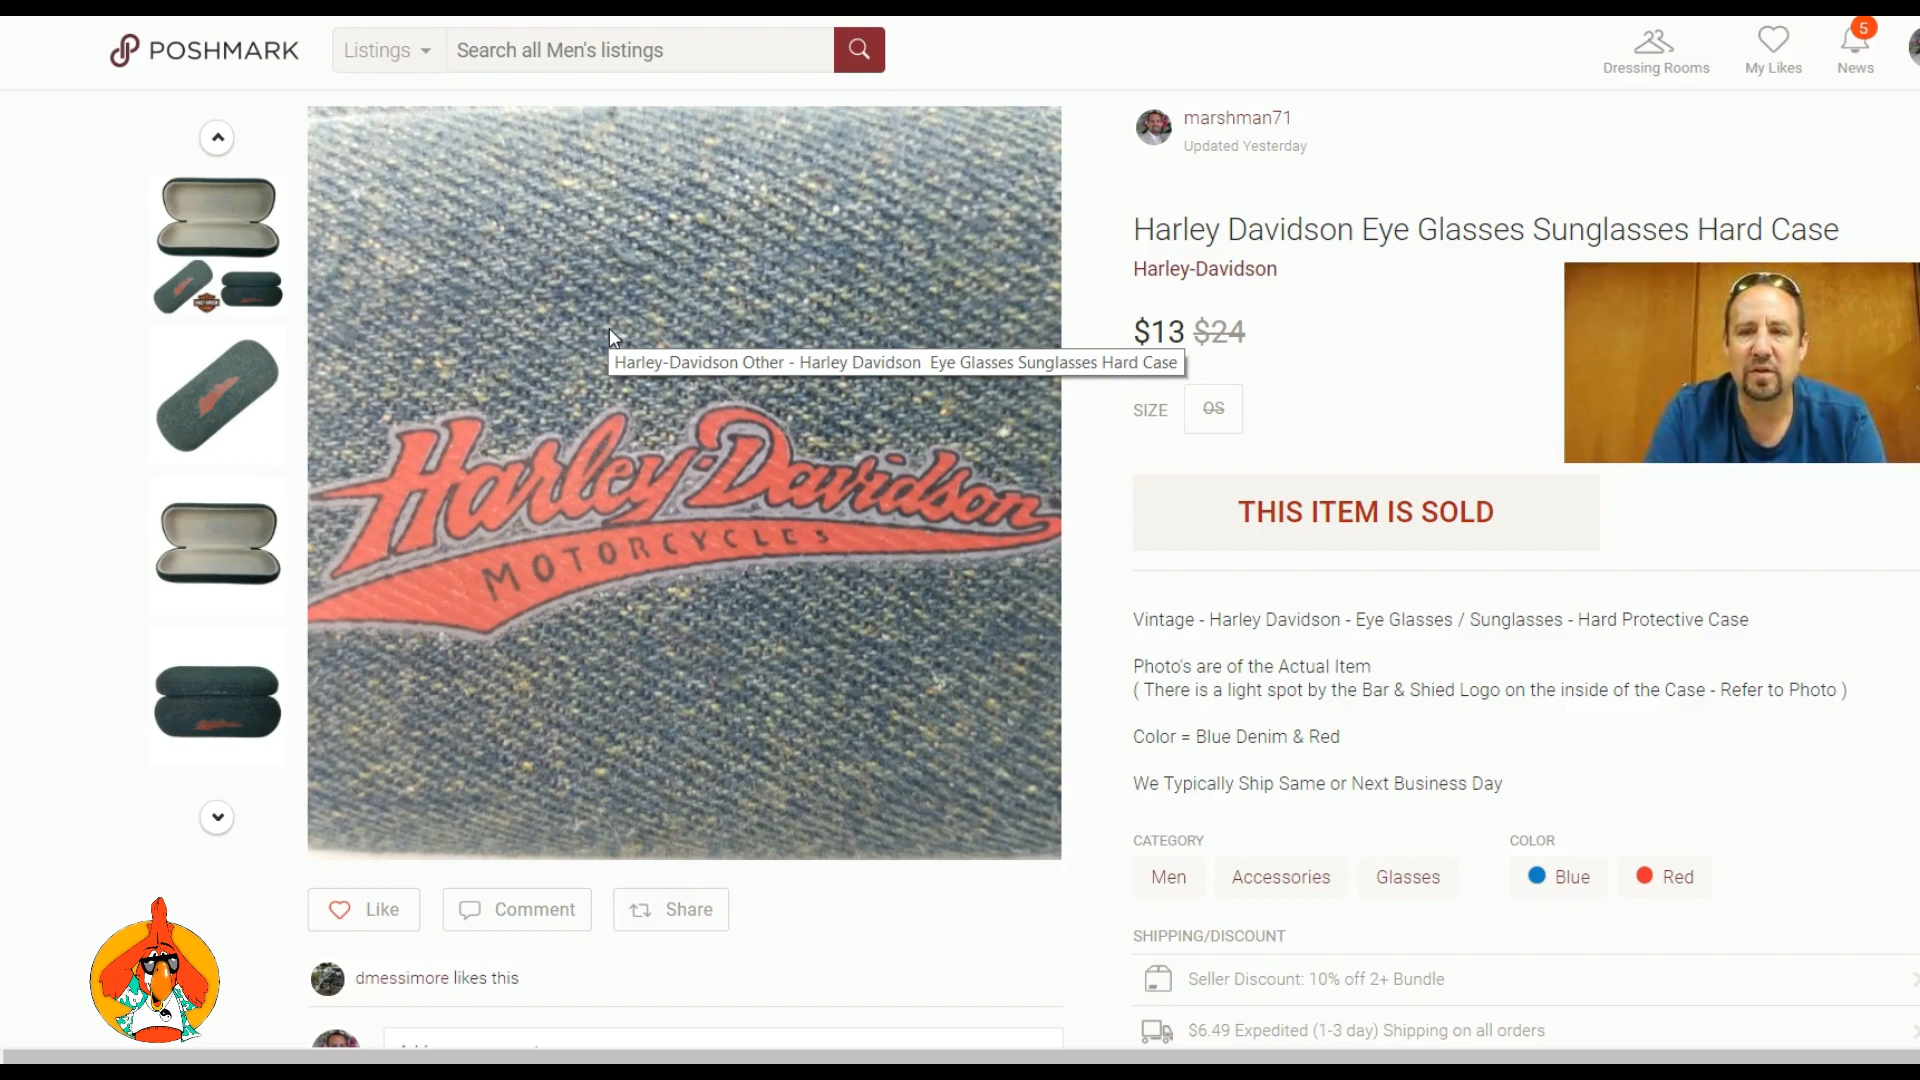 POSHMARK
Listings
Search all Men's listings
Dressing Rooms
My Likes
5
News
marshman71
Updated Yesterday
Harley Davidson Eye Glasses Sunglasses Hard Case
Harley-Davidson
$13 $24
Harley-Davidson Other - Harley Davidson Eye Glasses Sunglasses Hard Case
SIZE OS
Harley-Davidson
MOTORCYCLES
THIS ITEM IS SOLD
Vintage - Harley Davidson - Eye Glasses / Sunglasses - Hard Protective Case
Photo's are of the Actual Item
( There is a light spot by the Bar & Shied Logo on the inside of the Case - Refer to Photo )
Color = Blue Denim & Red
We Typically Ship Same or Next Business Day
CATEGORY
COLOR
Men
Accessories
Glasses
Blue
Red
Like
Comment
Share
SHIPPING/DISCOUNT
Seller Discount: 10% off 2+ Bundle
dmessimore likes this
$6.49 Expedited (1-3 day) Shipping on all orders